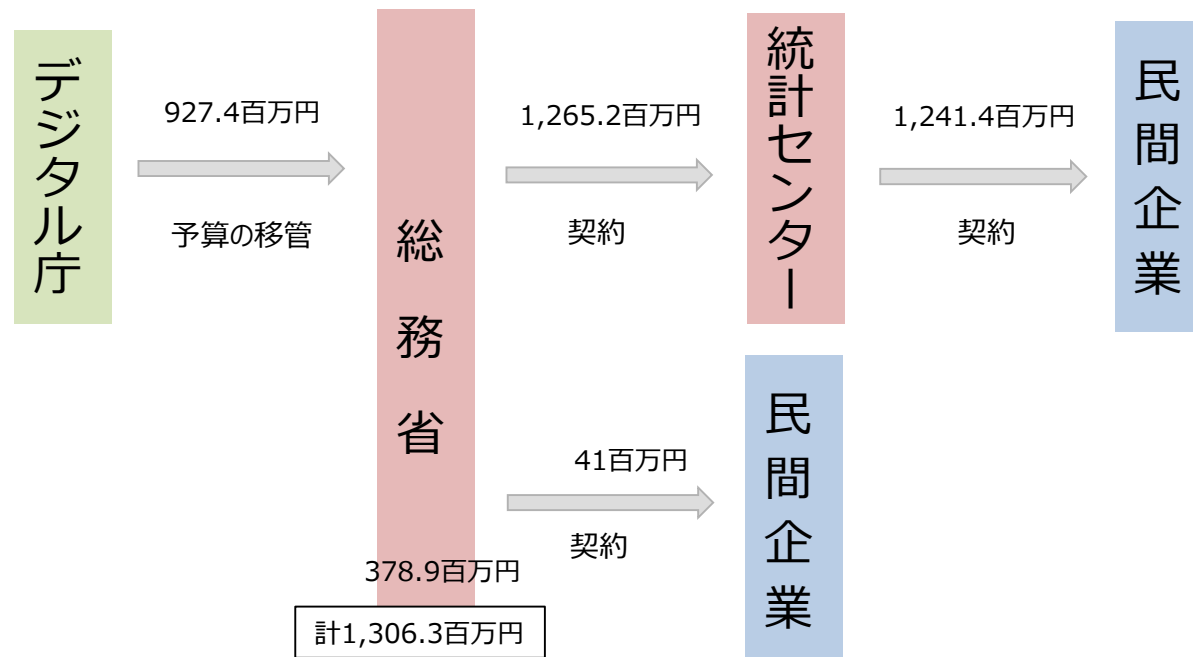 デジタル庁
927.4百万円
予算の移管
総務省
378.9百万円
計1,306.3百万円
1,265.2百万円
契約
統計センター
1,241.4百万円
契約
民間企業
41百万円
契約
民間企業